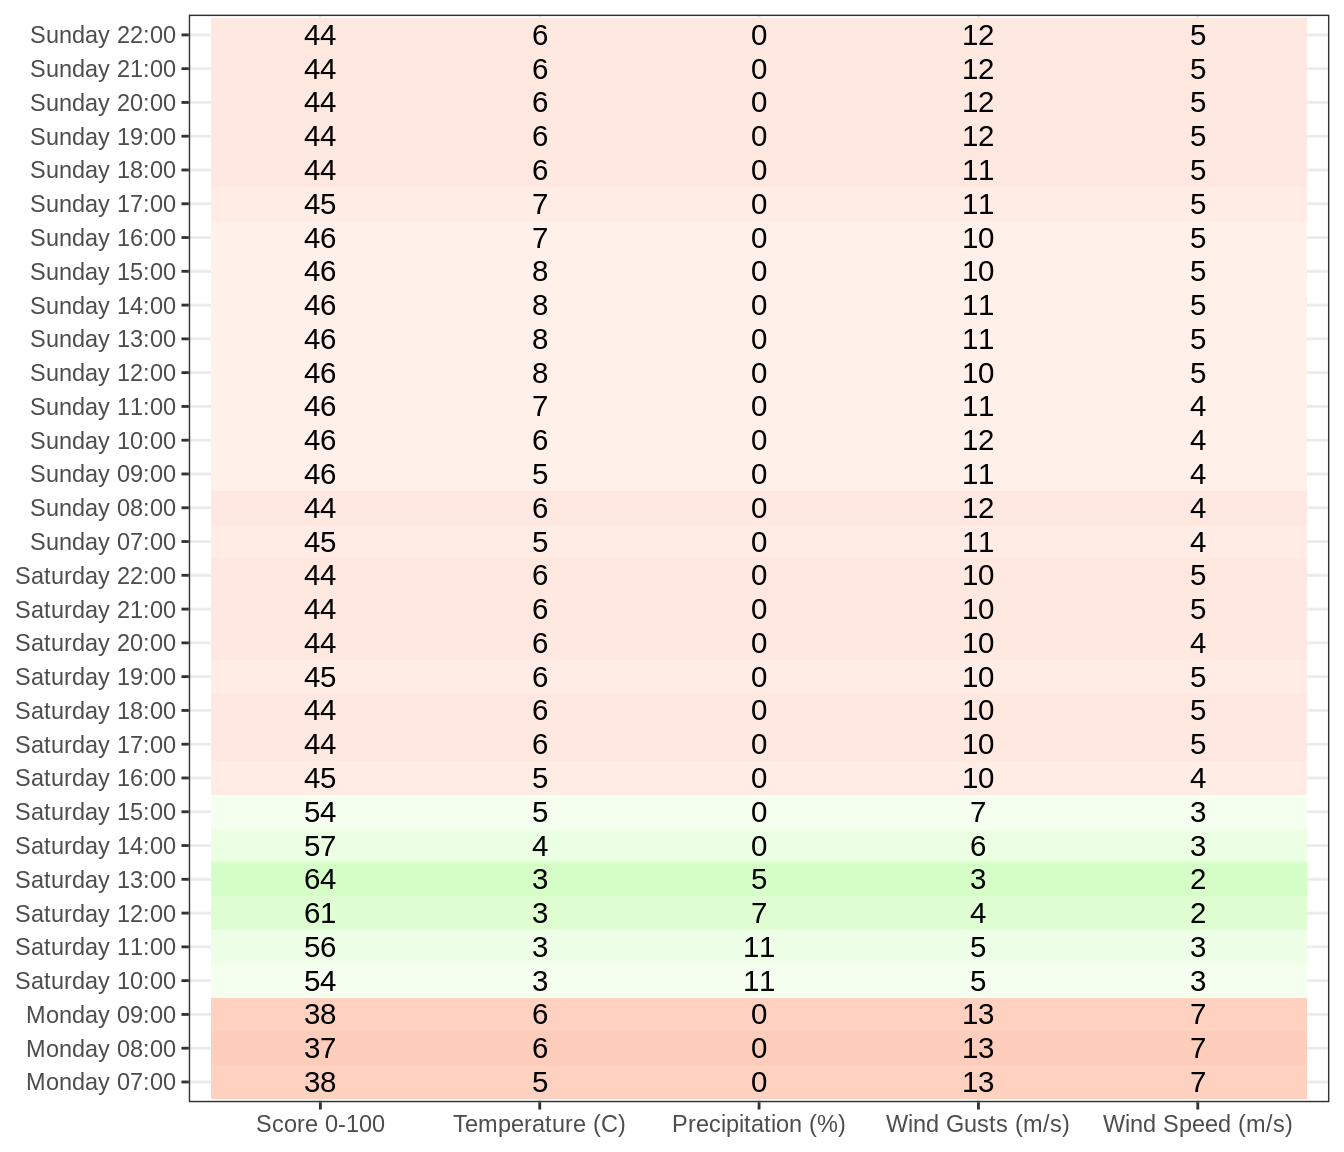 Sunday 22:00 44 6 0 12 5
Sunday 21:00 44 6 0 12 5
Sunday 20:00 44 6 0 12 5
Sunday 19:00 44 6 0 12 5
Sunday 18:00 44 6 0 11 5
Sunday 17:00 45 7 0 11 5
Sunday 16:00 46 7 0 10 5
Sunday 15:00 46 8 0 10 5
Sunday 14:00 46 8 0 11 5
Sunday 13:00 46 8 0 11 5
Sunday 12:00 46 8 0 10 5
Sunday 11:00 46 7 0 11 4
Sunday 10:00 46 6 0 12 4
Sunday 09:00 46 5 0 11 4
Sunday 08:00 44 6 0 12 4
Sunday 07:00 45 5 0 11 4
Saturday 22:00 44 6 0 10 5
Saturday 21:00 44 6 0 10 5
Saturday 20:00 44 6 0 10 4
Saturday 19:00 45 6 0 10 5
Saturday 18:00 44 6 0 10 5
Saturday 17:00 44 6 0 10 5
Saturday 16:00 45 5 0 10 4
Saturday 15:00 54 5 0 7 3
Saturday 14:00 57 4 0 6 3
Saturday 13:00 64 3 5 3 2
Saturday 12:00 61 3 7 4 2
Saturday 11:00 56 3 11 5 3
Saturday 10:00 54 3 11 5 3
Monday 09:00 38 6 0 13 7
Monday 08:00 37 6 0 13 7
Monday 07:00 38 5 0 13 7
Score 0-100 Temperature (C) Precipitation (%) Wind Gusts (m/s) Wind Speed (m/s)